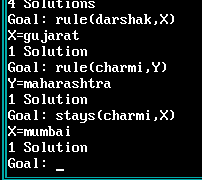 4 Solutions
Goal: rule(darshak,X)
X=gujarat
1 Solution
Goal: rule(charmi,Y)
Y=maharashtra
1 Solution
Goal: stays(charmi,X)
X=mumbai
1 Solution
Goal: _